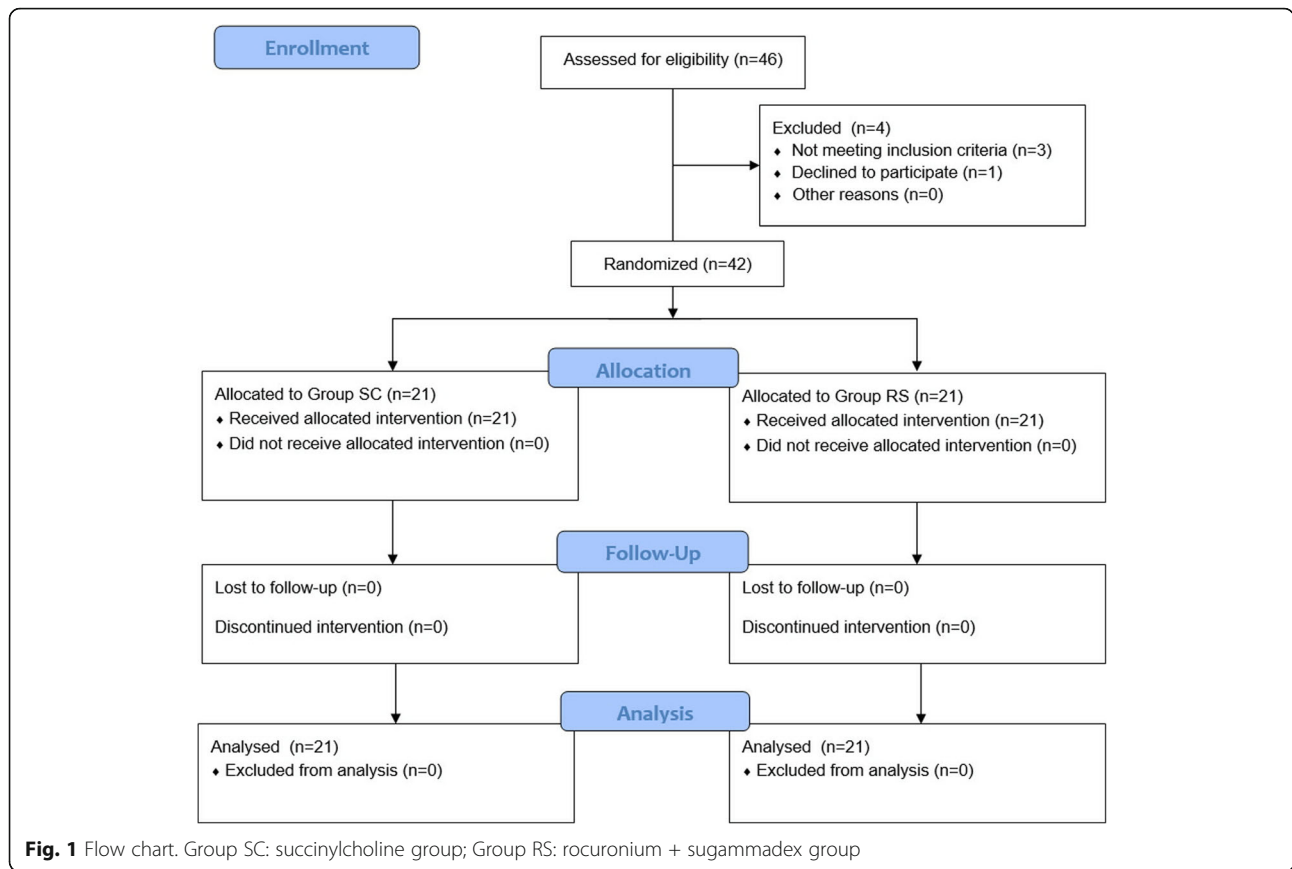 Enrollment
Assessed for eligibility (n=46)
Excluded (n=4)
♦ Not meeting inclusion criteria (n=3)
♦ Declined to participate (n=1)
♦ Other reasons (n=0)
Randomized (n=42)
Allocation
Allocated to Group SC (n=21)
♦ Received allocated intervention (n=21)
♦ Did not receive allocated intervention (n=0)
Allocated to Group RS (n=21)
♦ Received allocated intervention (n=21)
♦ Did not receive allocated intervention (n=0)
Follow-Up
Lost to follow-up (n=0)
Discontinued intervention (n=0)
Lost to follow-up (n=0)
Discontinued intervention (n=0)
Analysis
Analysed (n=21)
♦ Excluded from analysis (n=0)
Analysed (n=21)
♦ Excluded from analysis (n=0)
Fig. 1 Flow chart. Group SC: succinylcholine group; Group RS: rocuronium + sugammadex group